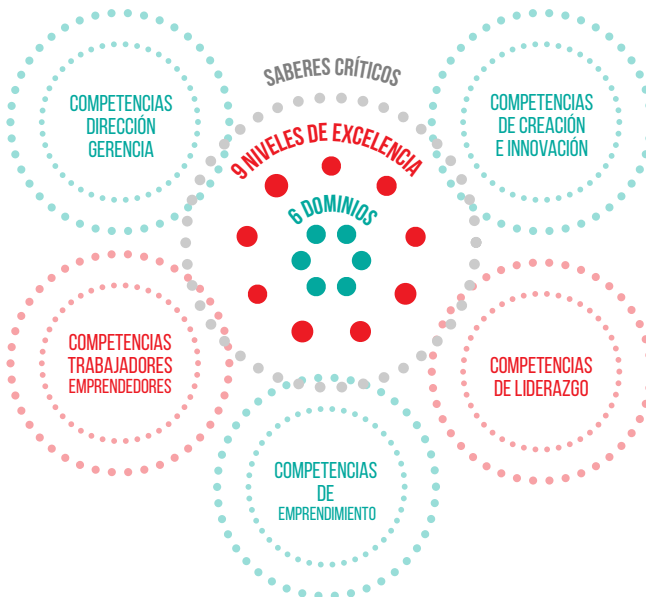 SABERES CRÍTICOS
9 NIVELES DE EXCELENCIA
6 DOMINIOS
COMPETENCIAS
DIRECCIÓN
GERENCIA
COMPETENCIAS
DE CREACIÓN
E INNOVACIÓN
COMPETENCIAS
TRABAJADORES
EMPRENDEDORES
COMPETENCIAS
DE LIDERAZGO
COMPETENCIAS
DE
EMPRENDIMIENTO